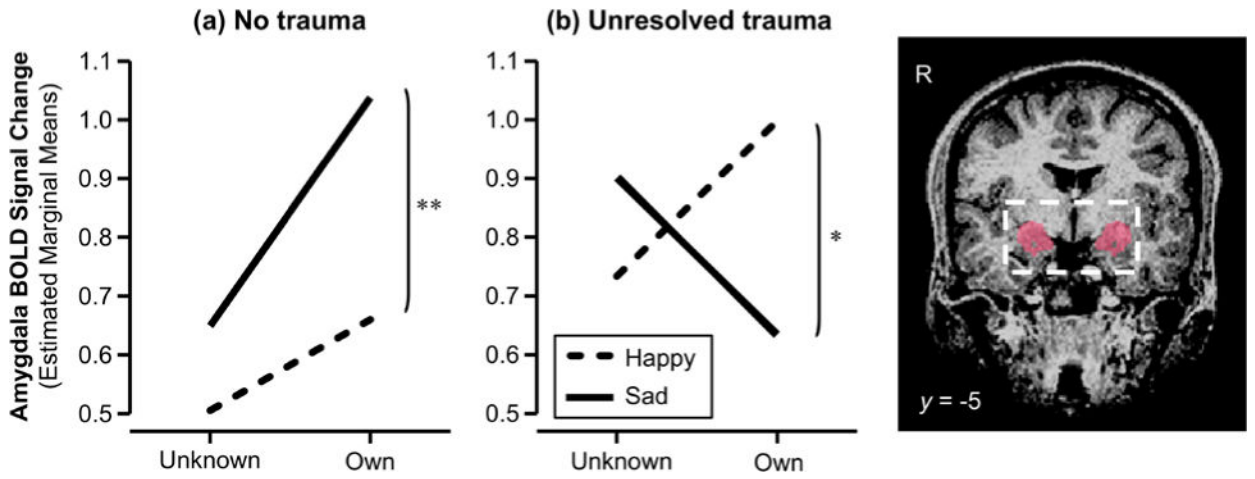 (a) No trauma
(b) Unresolved trauma
Amygdala BOLD Signal Change
(Estimated Marginal Means)
1.1
1.0
0.9
0.8
0.7
0.6
0.5
**
Unknown
Own
1.1
1.0
0.9
0.8
0.7
0.6
0.5
*
Happy
Sad
Unknown
Own
R
y = -5